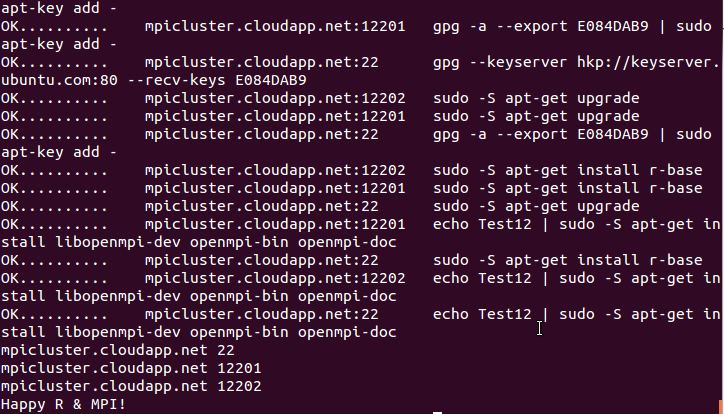 apt-key add -
OK.......... mpicluster.cloudapp.net:12201 gpg -a --export E084DAB9 | sudo
apt-key add -
OK.......... mpicluster.cloudapp.net:22 gpg --keyserver hkp://keyserver.
ubuntu.com:80 --recv-keys E084DAB9
OK.......... mpicluster.cloudapp.net:12202 sudo -S apt-get upgrade
OK.......... mpicluster.cloudapp.net:12201 sudo -S apt-get upgrade
OK.......... mpicluster.cloudapp.net:22 gpg -a --export E084DAB9 | sudo
apt-key add -
OK.......... mpicluster.cloudapp.net:12202 sudo -S apt-get install r-base
OK.......... mpicluster.cloudapp.net:12201 sudo -S apt-get install r-base
OK.......... mpicluster.cloudapp.net:22 sudo -S apt-get upgrade
OK.......... mpicluster.cloudapp.net:12201 echo Test12 | sudo -S apt-get in
stall libopenmpi-dev openmpi-bin openmpi-doc
OK.......... mpicluster.cloudapp.net:22 sudo -S apt-get install r-base
OK.......... mpicluster.cloudapp.net:12202 echo Test12 | sudo -S apt-get in
stall libopenmpi-dev openmpi-bin openmpi-doc
OK.......... mpicluster.cloudapp.net:22 echo Test12 | sudo -S apt-get in
stall libopenmpi-dev openmpi-bin openmpi-doc
mpicluster.cloudapp.net 22
mpicluster.cloudapp.net 12201
mpicluster.cloudapp.net 12202
Happy R & MPI!